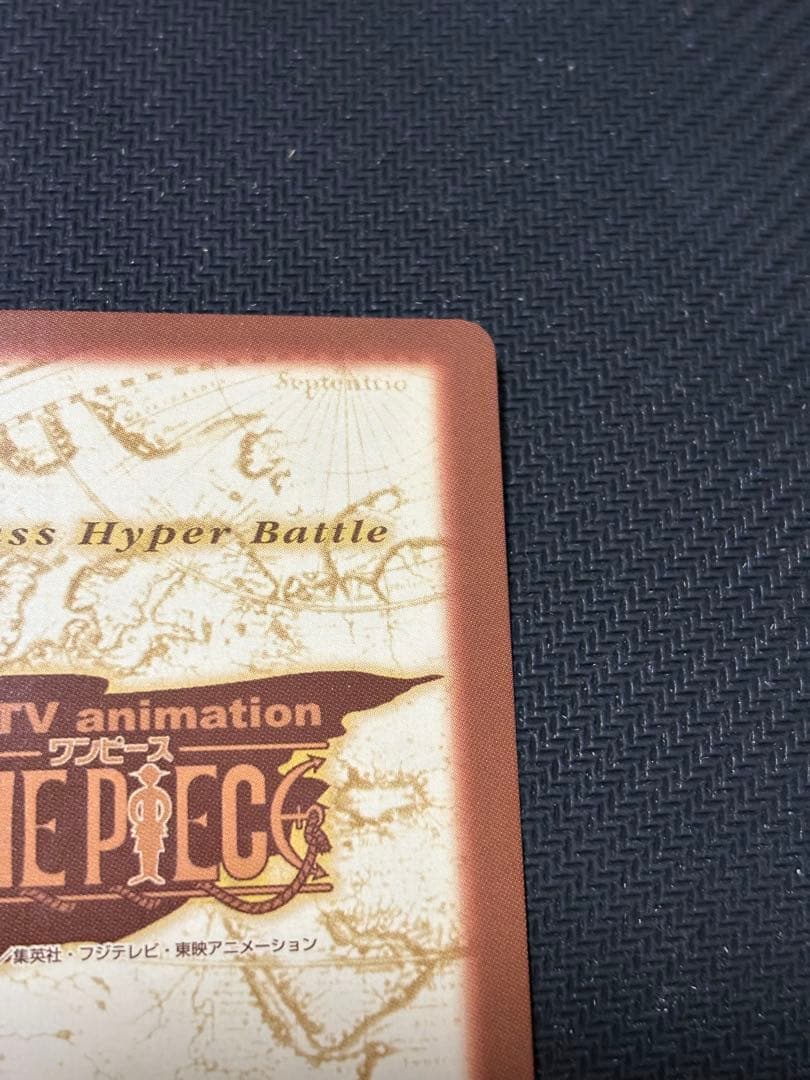 Septentrio
ss Hyper Battle
TV animation
ワンピース
NE PIECE
集英社・フジテレビ・東映アニメーション